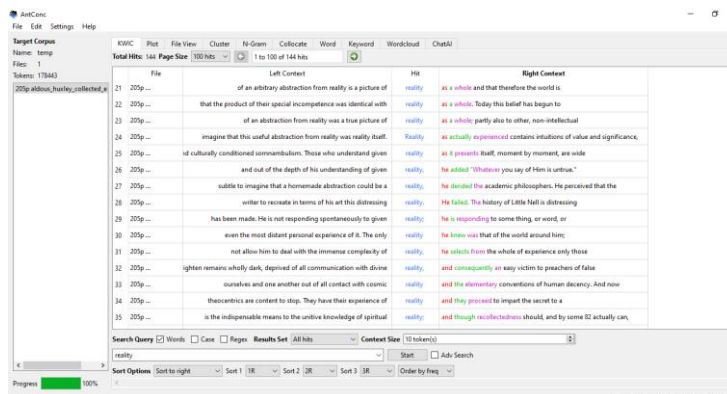 AntConc
File Edit Settings Help
Target Corpus
Name: temp
Files: 1
Tokens: 178443
205p aldous_huxley_collected_e
Progress 100%
KWIC Plot File View Cluster N-Gram Collocate Word Keyword Wordcloud ChatAI
Total Hits: 144 Page Size 100 hits 1 to 100 of 144 hits
File Left Context Hit Right Context
21 205p ... of an arbitrary abstraction from reality is a picture of reality as a whole and that therefore the world is
22 205p ... that the product of their special incompetence was identical with reality as a whole. Today this belief has begun to
23 205p ... of an abstraction from reality was a true picture of reality as a whole; partly also to other, non-intellectual
24 205p ... imagine that this useful abstraction from reality was reality itself. Reality as actually experienced contains intuitions of value and significance,
25 205p ... d culturally conditioned somnambulism. Those who understand given reality as it presents itself, moment by moment, are wide
26 205p ... and out of the depth of his understanding of given reality, he added "Whatever you say of Him is untrue."
27 205p ... subtle to imagine that a homemade abstraction could be a reality, he derided the academic philosophers. He perceived that the
28 205p ... writer to recreate in terms of his art this distressing reality. He failed. The history of Little Nell is distressing
29 205p ... has been made. He is not responding spontaneously to given reality; he is responding to some thing, or word, or
30 205p ... even the most distant personal experience of it. The only reality he knew was that of the world around him;
31 205p ... not allow him to deal with the immense complexity of reality; he selects from the whole of experience only those
32 205p ... ighten remains wholly dark, deprived of all communication with divine reality, and consequently an easy victim to preachers of false
33 205p ... ourselves and one another out of all contact with cosmic reality, and the elementary conventions of human decency. And now
34 205p ... theocentrics are content to stop. They have their experience of reality and they proceed to impart the secret to a
35 205p ... is the indispensable means to the unitive knowledge of spiritual reality; and though recollectedness should, and by some 82 actually can,
Search Query Words Case Regex Results Set All hits Context Size 10 token(s)
reality Start Adv Search
Sort Options Sort to right Sort 1 1R Sort 2 2R Sort 3 3R Order by freq